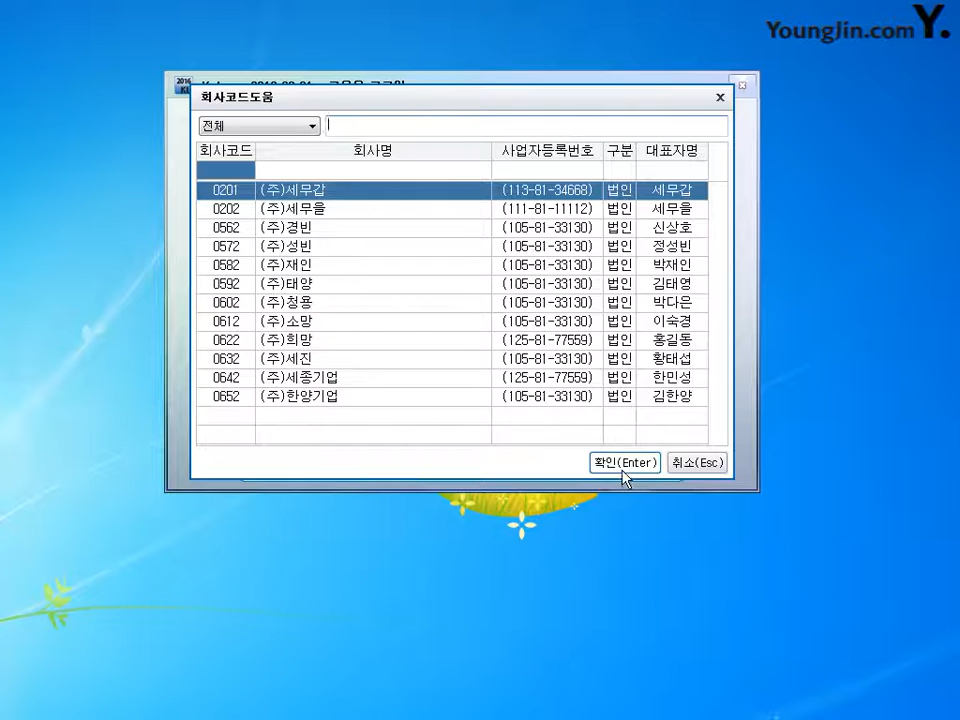 YoungJin.com Y.
2016
회사코드도움
전체
회사코드 회사명 사업자등록번호 구분 대표자명
0201 (주)세무갑 (113-81-34668) 법인 세무갑
0202 (주)세무을 (111-81-11112) 법인 세무을
0562 (주)경빈 (105-81-33130) 법인 신상호
0572 (주)성빈 (105-81-33130) 법인 정성빈
0582 (주)재인 (105-81-33130) 법인 박재인
0592 (주)태양 (105-81-33130) 법인 김태영
0602 (주)청용 (105-81-33130) 법인 박다은
0612 (주)소망 (105-81-33130) 법인 이숙경
0622 (주)희망 (125-81-77559) 법인 홍길동
0632 (주)세진 (105-81-33130) 법인 황태섭
0642 (주)세종기업 (125-81-77559) 법인 한민성
0652 (주)한양기업 (105-81-33130) 법인 김한양
확인(Enter) 취소(Esc)